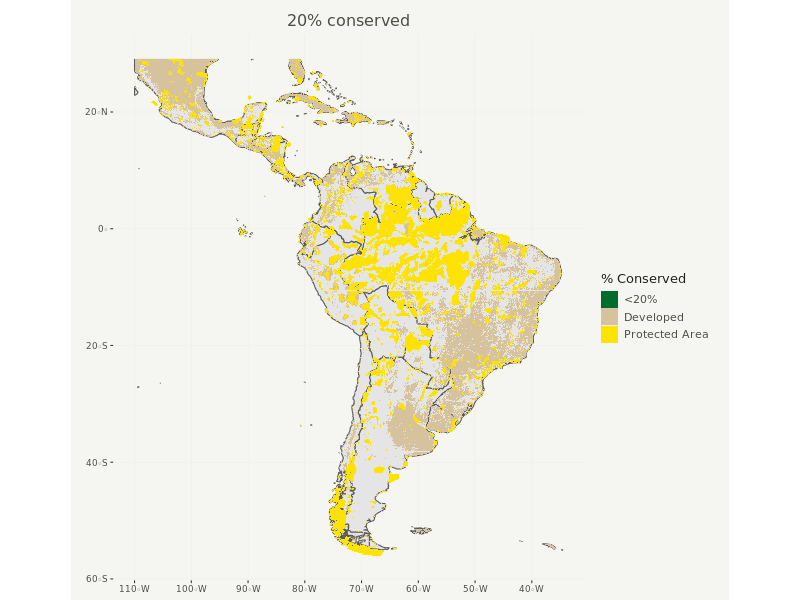 20% conserved
20◦N
0◦
20◦S
40◦S
60◦S
110◦W 100◦W 90◦W 80◦W 70◦W 60◦W 50◦W 40◦W
% Conserved
<20%
Developed
Protected Area